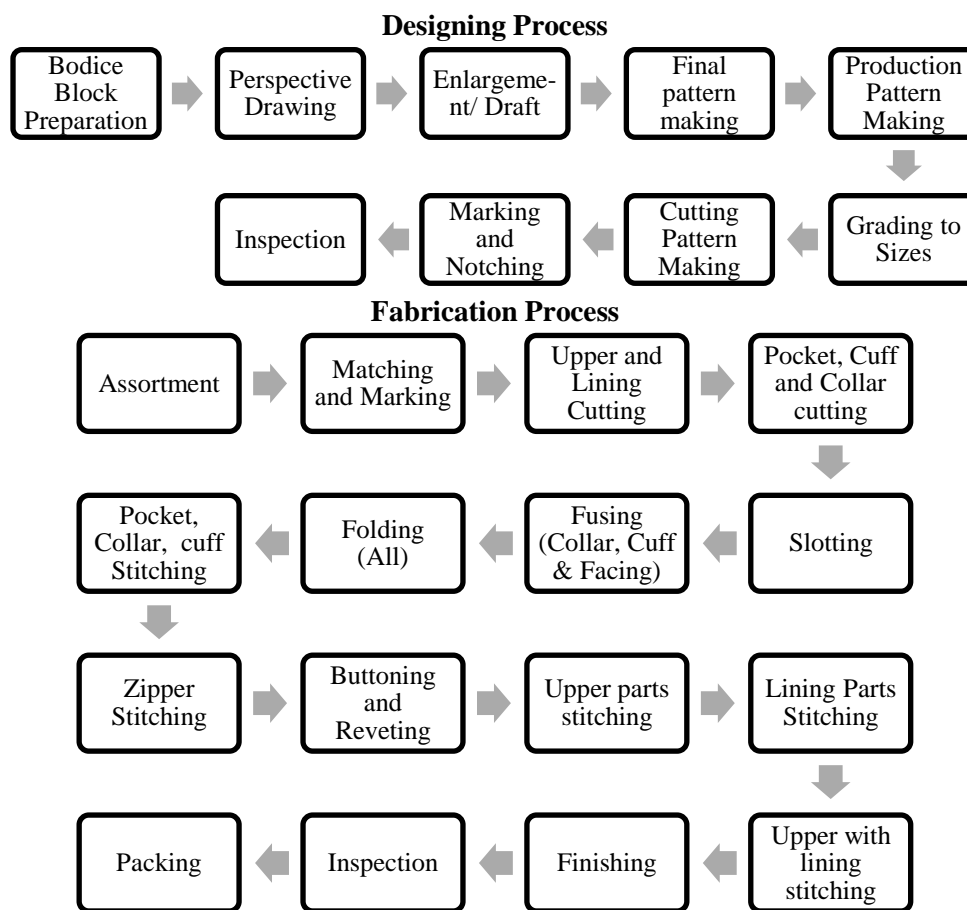 Designing Process
Bodice
Block
Preparation
Perspective
Drawing
Enlargeme-
nt/ Draft
Final
pattern
making
Production
Pattern
Making
Grading to
Sizes
Cutting
Pattern
Making
Marking
and
Notching
Inspection
Fabrication Process
Assortment
Matching
and Marking
Upper and
Lining
Cutting
Pocket, Cuff
and Collar
cutting
Slotting
Fusing
(Collar, Cuff
& Facing)
Folding
(All)
Pocket,
Collar, cuff
Stitching
Zipper
Stitching
Buttoning
and
Reveting
Upper parts
stitching
Lining Parts
Stitching
Upper with
lining
stitching
Finishing
Inspection
Packing